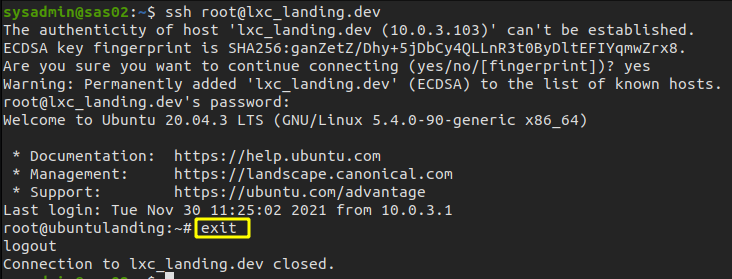 sysadmin@sas02:~$ ssh root@lxc_landing.dev
The authenticity of host 'lxc_landing.dev (10.0.3.103)' can't be established.
ECDSA key fingerprint is SHA256:ganZetZ/Dhy+5jDbCy4QLLnR3t0ByDltEFIYqmwZrx8.
Are you sure you want to continue connecting (yes/no/[fingerprint])? yes
Warning: Permanently added 'lxc_landing.dev' (ECDSA) to the list of known hosts.
root@lxc_landing.dev's password:
Welcome to Ubuntu 20.04.3 LTS (GNU/Linux 5.4.0-90-generic x86_64)
* Documentation:  https://help.ubuntu.com
* Management:     https://landscape.canonical.com
* Support:        https://ubuntu.com/advantage
Last login: Tue Nov 30 11:25:02 2021 from 10.0.3.1
root@ubuntulanding:~# exit
logout
Connection to lxc_landing.dev closed.